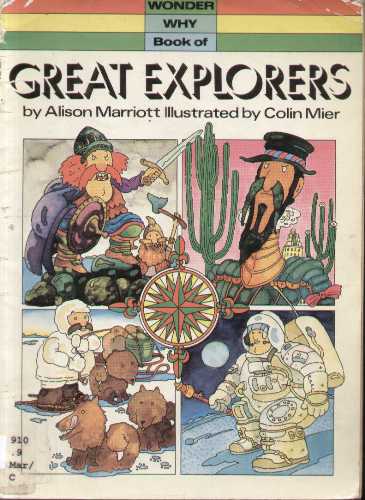 WONDER
WHY
Book of
GREAT EXPLORERS
by Alison Marriott Illustrated by Colin Mier
910
.9
Mar/
C